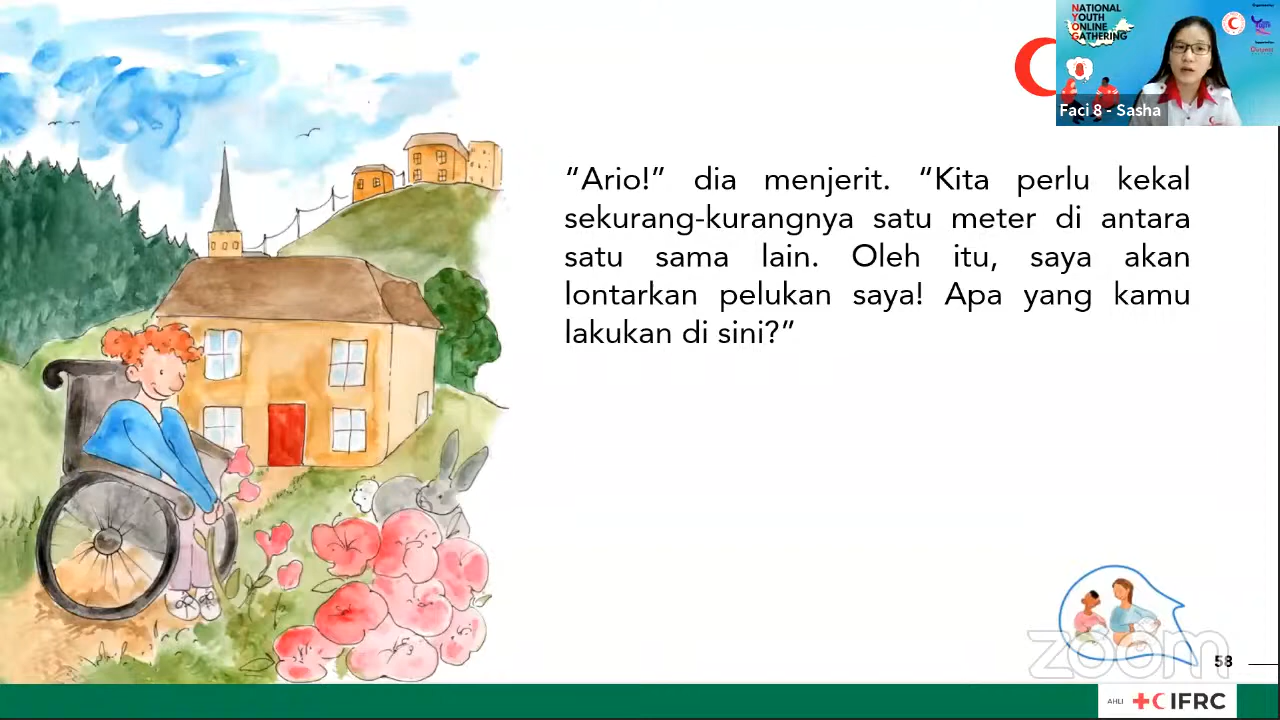 NATIONAL
YOUTH
ONLINE
GATHERING
Faci 8 - Sasha
“Ario!” dia menjerit. “Kita perlu kekal
sekurang-kurangnya satu meter di antara
satu sama lain. Oleh itu, saya akan
lontarkan pelukan saya! Apa yang kamu
lakukan di sini?”
zoom
58
AHLI IFRC